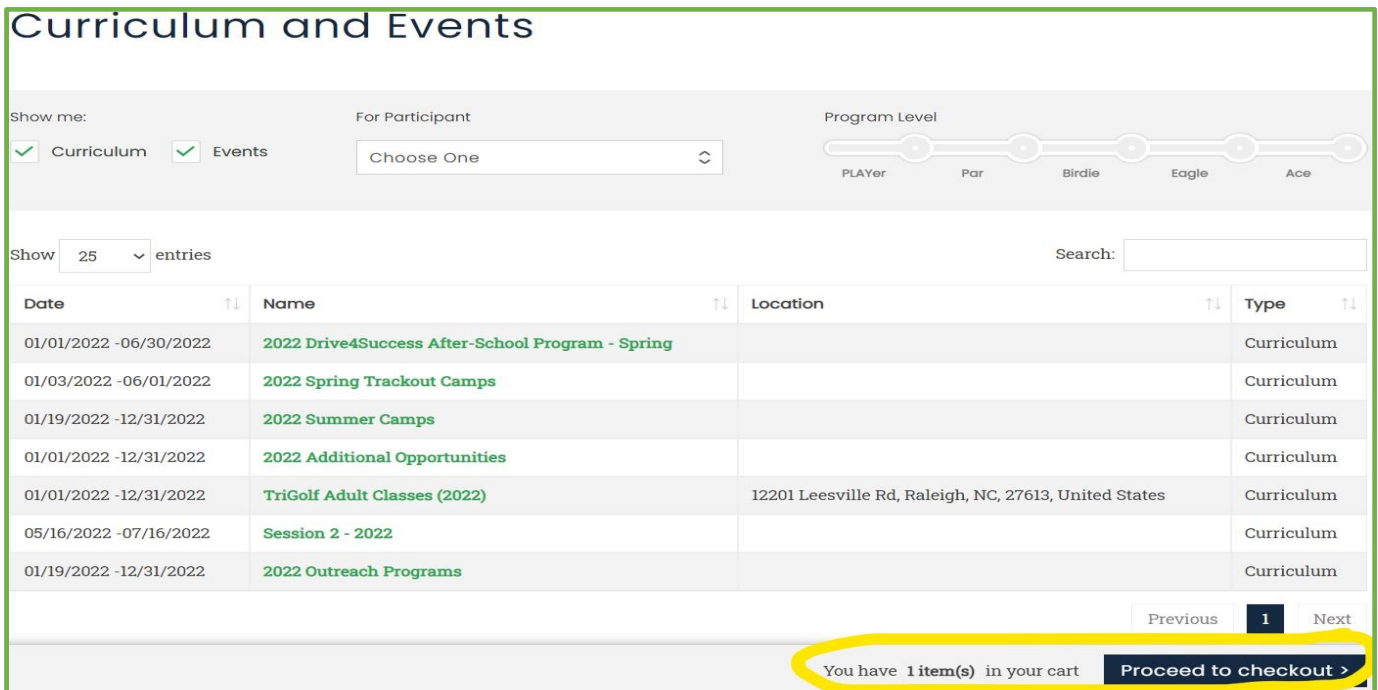 Curriculum and Events
Show me:
For Participant
Program Level
Curriculum Events
Choose One
PLAYer Par Birdie Eagle Ace
Show 25 entries
Search:
Date Name Location Type
01/01/2022 -06/30/2022 2022 Drive4Success After-School Program - Spring Curriculum
01/03/2022 -06/01/2022 2022 Spring Trackout Camps Curriculum
01/19/2022 -12/31/2022 2022 Summer Camps Curriculum
01/01/2022 -12/31/2022 2022 Additional Opportunities Curriculum
01/01/2022 -12/31/2022 TriGolf Adult Classes (2022) 12201 Leesville Rd, Raleigh, NC, 27613, United States Curriculum
05/16/2022 -07/16/2022 Session 2 - 2022 Curriculum
01/19/2022 -12/31/2022 2022 Outreach Programs Curriculum
Previous 1 Next
You have 1 item(s) in your cart Proceed to checkout >